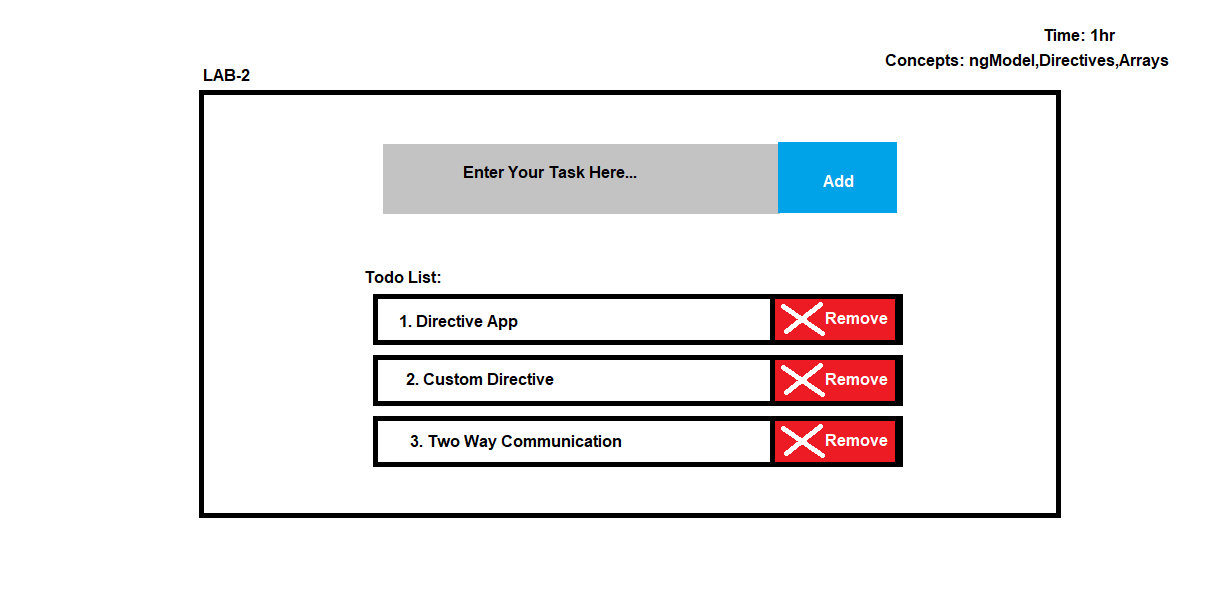 Time: 1hr
Concepts: ngModel,Directives,Arrays
LAB-2
Enter Your Task Here...
Add
Todo List:
1. Directive App
Remove
2. Custom Directive
Remove
3. Two Way Communication
Remove